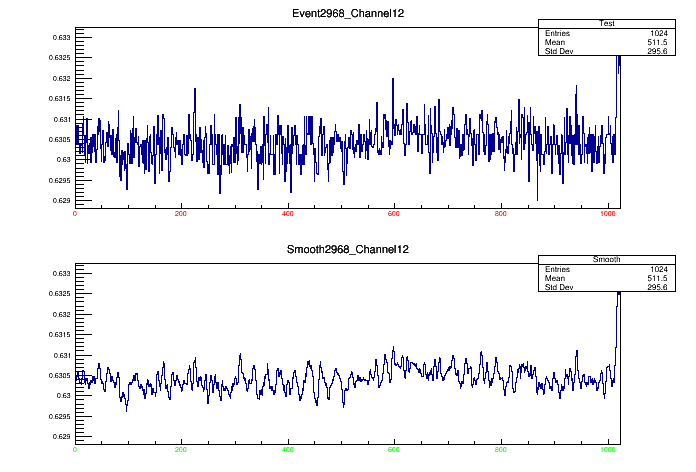 Event2968_Channel12
Test
Entries 1024
Mean 511.5
Std Dev 295.6
0.633
0.6325
0.632
0.6315
0.631
0.6305
0.63
0.6295
0.629
0 200 400 600 800 1000
Smooth2968_Channel12
Smooth
Entries 1024
Mean 511.5
Std Dev 295.6
0.633
0.6325
0.632
0.6315
0.631
0.6305
0.63
0.6295
0.629
0 200 400 600 800 1000